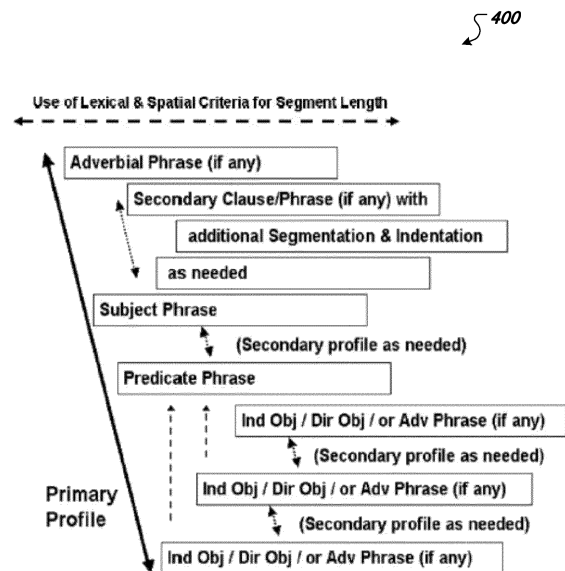 400
Use of Lexical & Spatial Criteria for Segment Length
Adverbial Phrase (if any)
Secondary Clause/Phrase (if any) with
additional Segmentation & Indentation
as needed
Subject Phrase
(Secondary profile as needed)
Predicate Phrase
Ind Obj / Dir Obj / or Adv Phrase (if any)
(Secondary profile as needed)
Ind Obj / Dir Obj / or Adv Phrase (if any)
Primary
Profile
(Secondary profile as needed)
Ind Obj / Dir Obj / or Adv Phrase (if any)